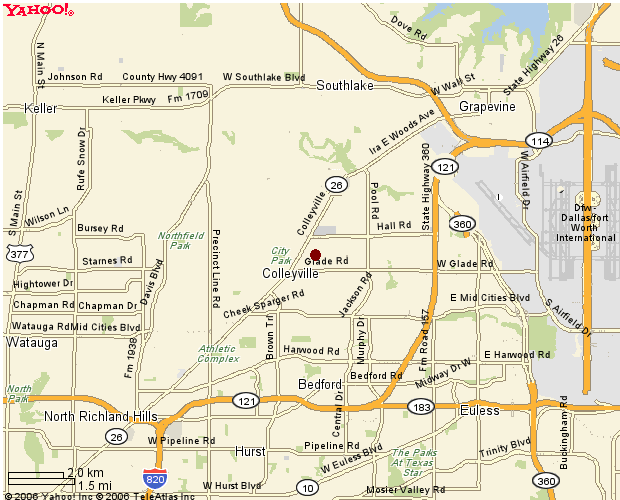 YAHOO!
Dove Rd
State Highway 26
N Main St
Johnson Rd
County Hwy 4091
W Southlake Blvd
Southlake
W Wall St
Keller Pkwy
Fm 1709
Keller
Grapevine
Ira E Woods Ave
Rufe Snow Dr
114
121
State Highway 360
W Airfield Dr
26
Pool Rd
Colleyville
S Main St
Wilson Ln
Bursey Rd
Northfield Park
Precinct Line Rd
Hall Rd
360
Dfw - Dallas/fort Worth International
377
Starnes Rd
City Park
Glade Rd
W Glade Rd
Colleyville
Hightower Dr
Davis Blvd
Jackson Rd
Cheek Sparger Rd
E Mid Cities Blvd
S Airfield Dr
Chapman Rd
Chapman Dr
Watauga Rd
Mid Cities Blvd
Watauga
Fm 1938
Brown Trl
Murphy Dr
Fm Road 157
Athletic Complex
Harwood Rd
E Harwood Rd
Midway Dr W
Bedford Rd
Bedford
North Park
121
Central Dr
183
Euless
North Richland Hills
26
W Pipeline Rd
Pipeline Rd
Hurst
W Euless Blvd
The Parks At Texas Star
Trinity Blvd
Buckingham Rd
820
W Hurst Blvd
10
Mosier Valley Rd
360
2.0 km
1.5 mi
©2006 Yahoo! Inc © 2006 TeleAtlas Inc